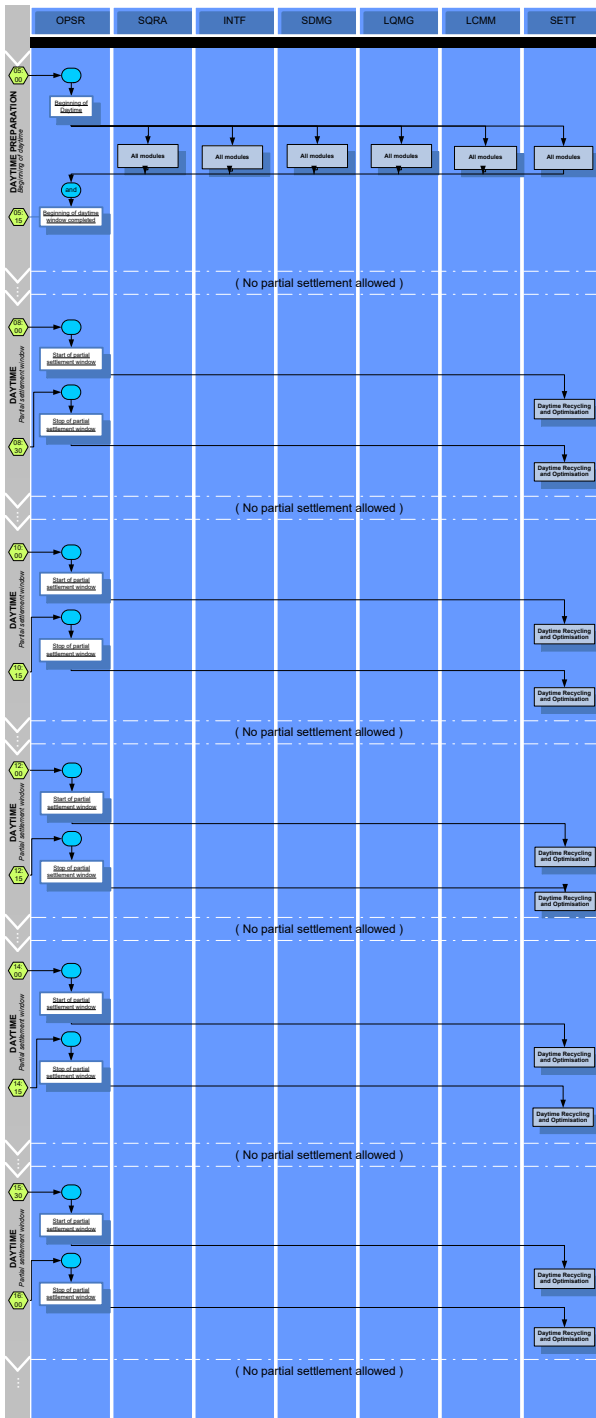 OPSR SQRA INTF SDMG LQMG LCMM SETT
DAYTIME PREPARATION
Beginning of daytime
05:
00
Beginning of
Daytime
All modules All modules All modules All modules All modules All modules
and
05:
15
Beginning of daytime
window completed
( No partial settlement allowed )
DAYTIME
Partial settlement window
08:
00
Start of partial
settlement window
Daytime Recycling
and Optimisation
Stop of partial
settlement window
08:
30
Daytime Recycling
and Optimisation
( No partial settlement allowed )
DAYTIME
Partial settlement window
10:
00
Start of partial
settlement window
Daytime Recycling
and Optimisation
Stop of partial
settlement window
10:
15
Daytime Recycling
and Optimisation
( No partial settlement allowed )
DAYTIME
Partial settlement window
12:
00
Start of partial
settlement window
Daytime Recycling
and Optimisation
Stop of partial
settlement window
12:
15
Daytime Recycling
and Optimisation
( No partial settlement allowed )
DAYTIME
Partial settlement window
14:
00
Start of partial
settlement window
Daytime Recycling
and Optimisation
Stop of partial
settlement window
14:
15
Daytime Recycling
and Optimisation
( No partial settlement allowed )
DAYTIME
Partial settlement window
15:
30
Start of partial
settlement window
Daytime Recycling
and Optimisation
Stop of partial
settlement window
16:
00
Daytime Recycling
and Optimisation
( No partial settlement allowed )